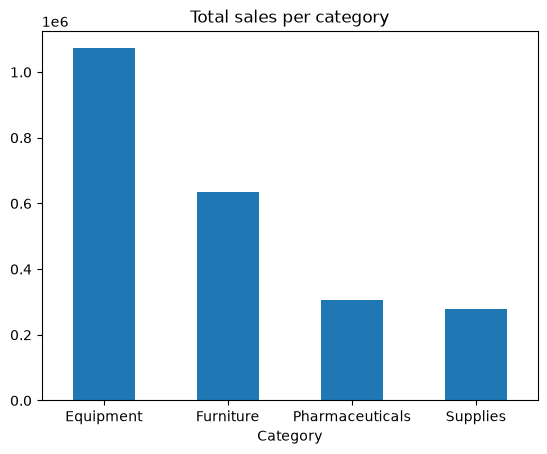 Total sales per category
1e6
1.0
0.8
0.6
0.4
0.2
0.0
Equipment Furniture Pharmaceuticals Supplies
Category